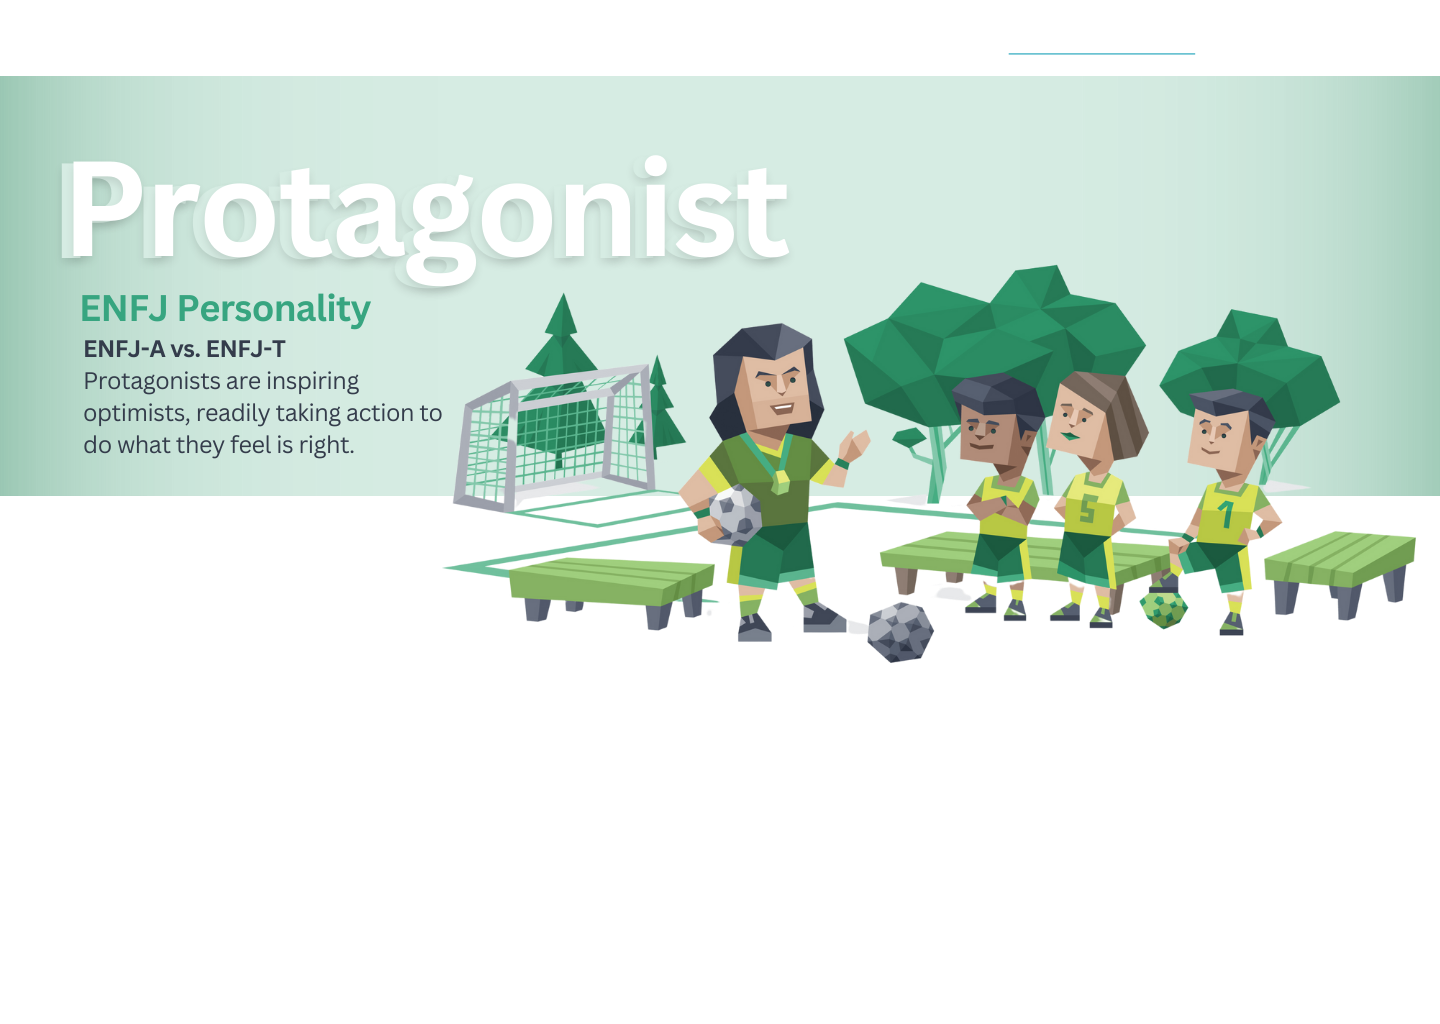 Protagonist
ENFJ Personality
ENFJ-A vs. ENFJ-T
Protagonists are inspiring
optimists, readily taking action to
do what they feel is right.
5
1